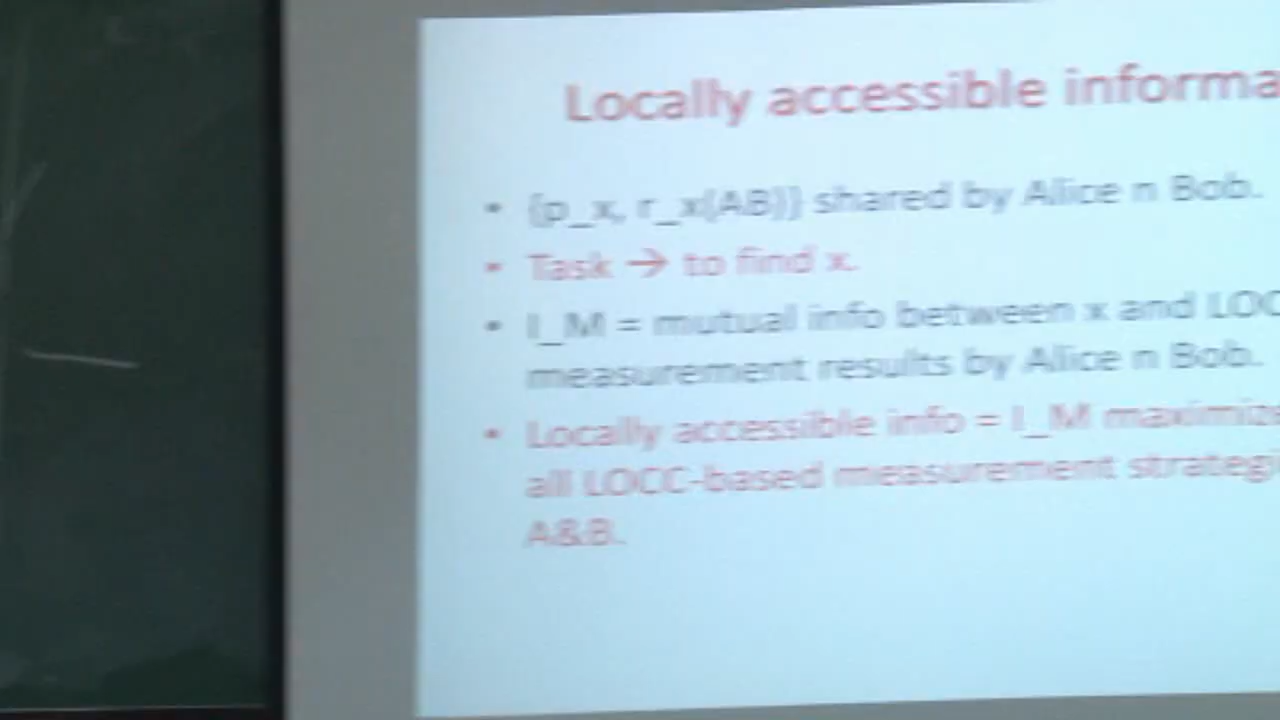 Locally accessible informa
• {p_x, r_x(AB)} shared by Alice n Bob.
• Task → to find x.
• I_M = mutual info between x and LOC
measurement results by Alice n Bob.
• Locally accessible info = I_M maximize
all LOCC-based measurement strategi
A&B.